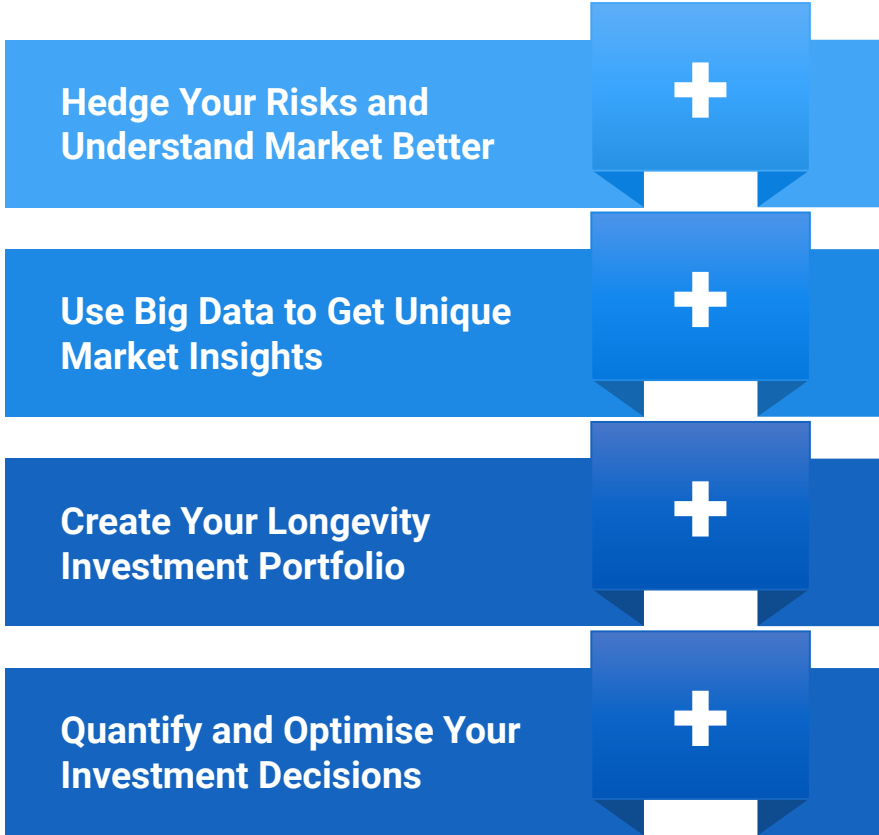 Hedge Your Risks and
Understand Market Better
Use Big Data to Get Unique
Market Insights
Create Your Longevity
Investment Portfolio
Quantify and Optimise Your
Investment Decisions